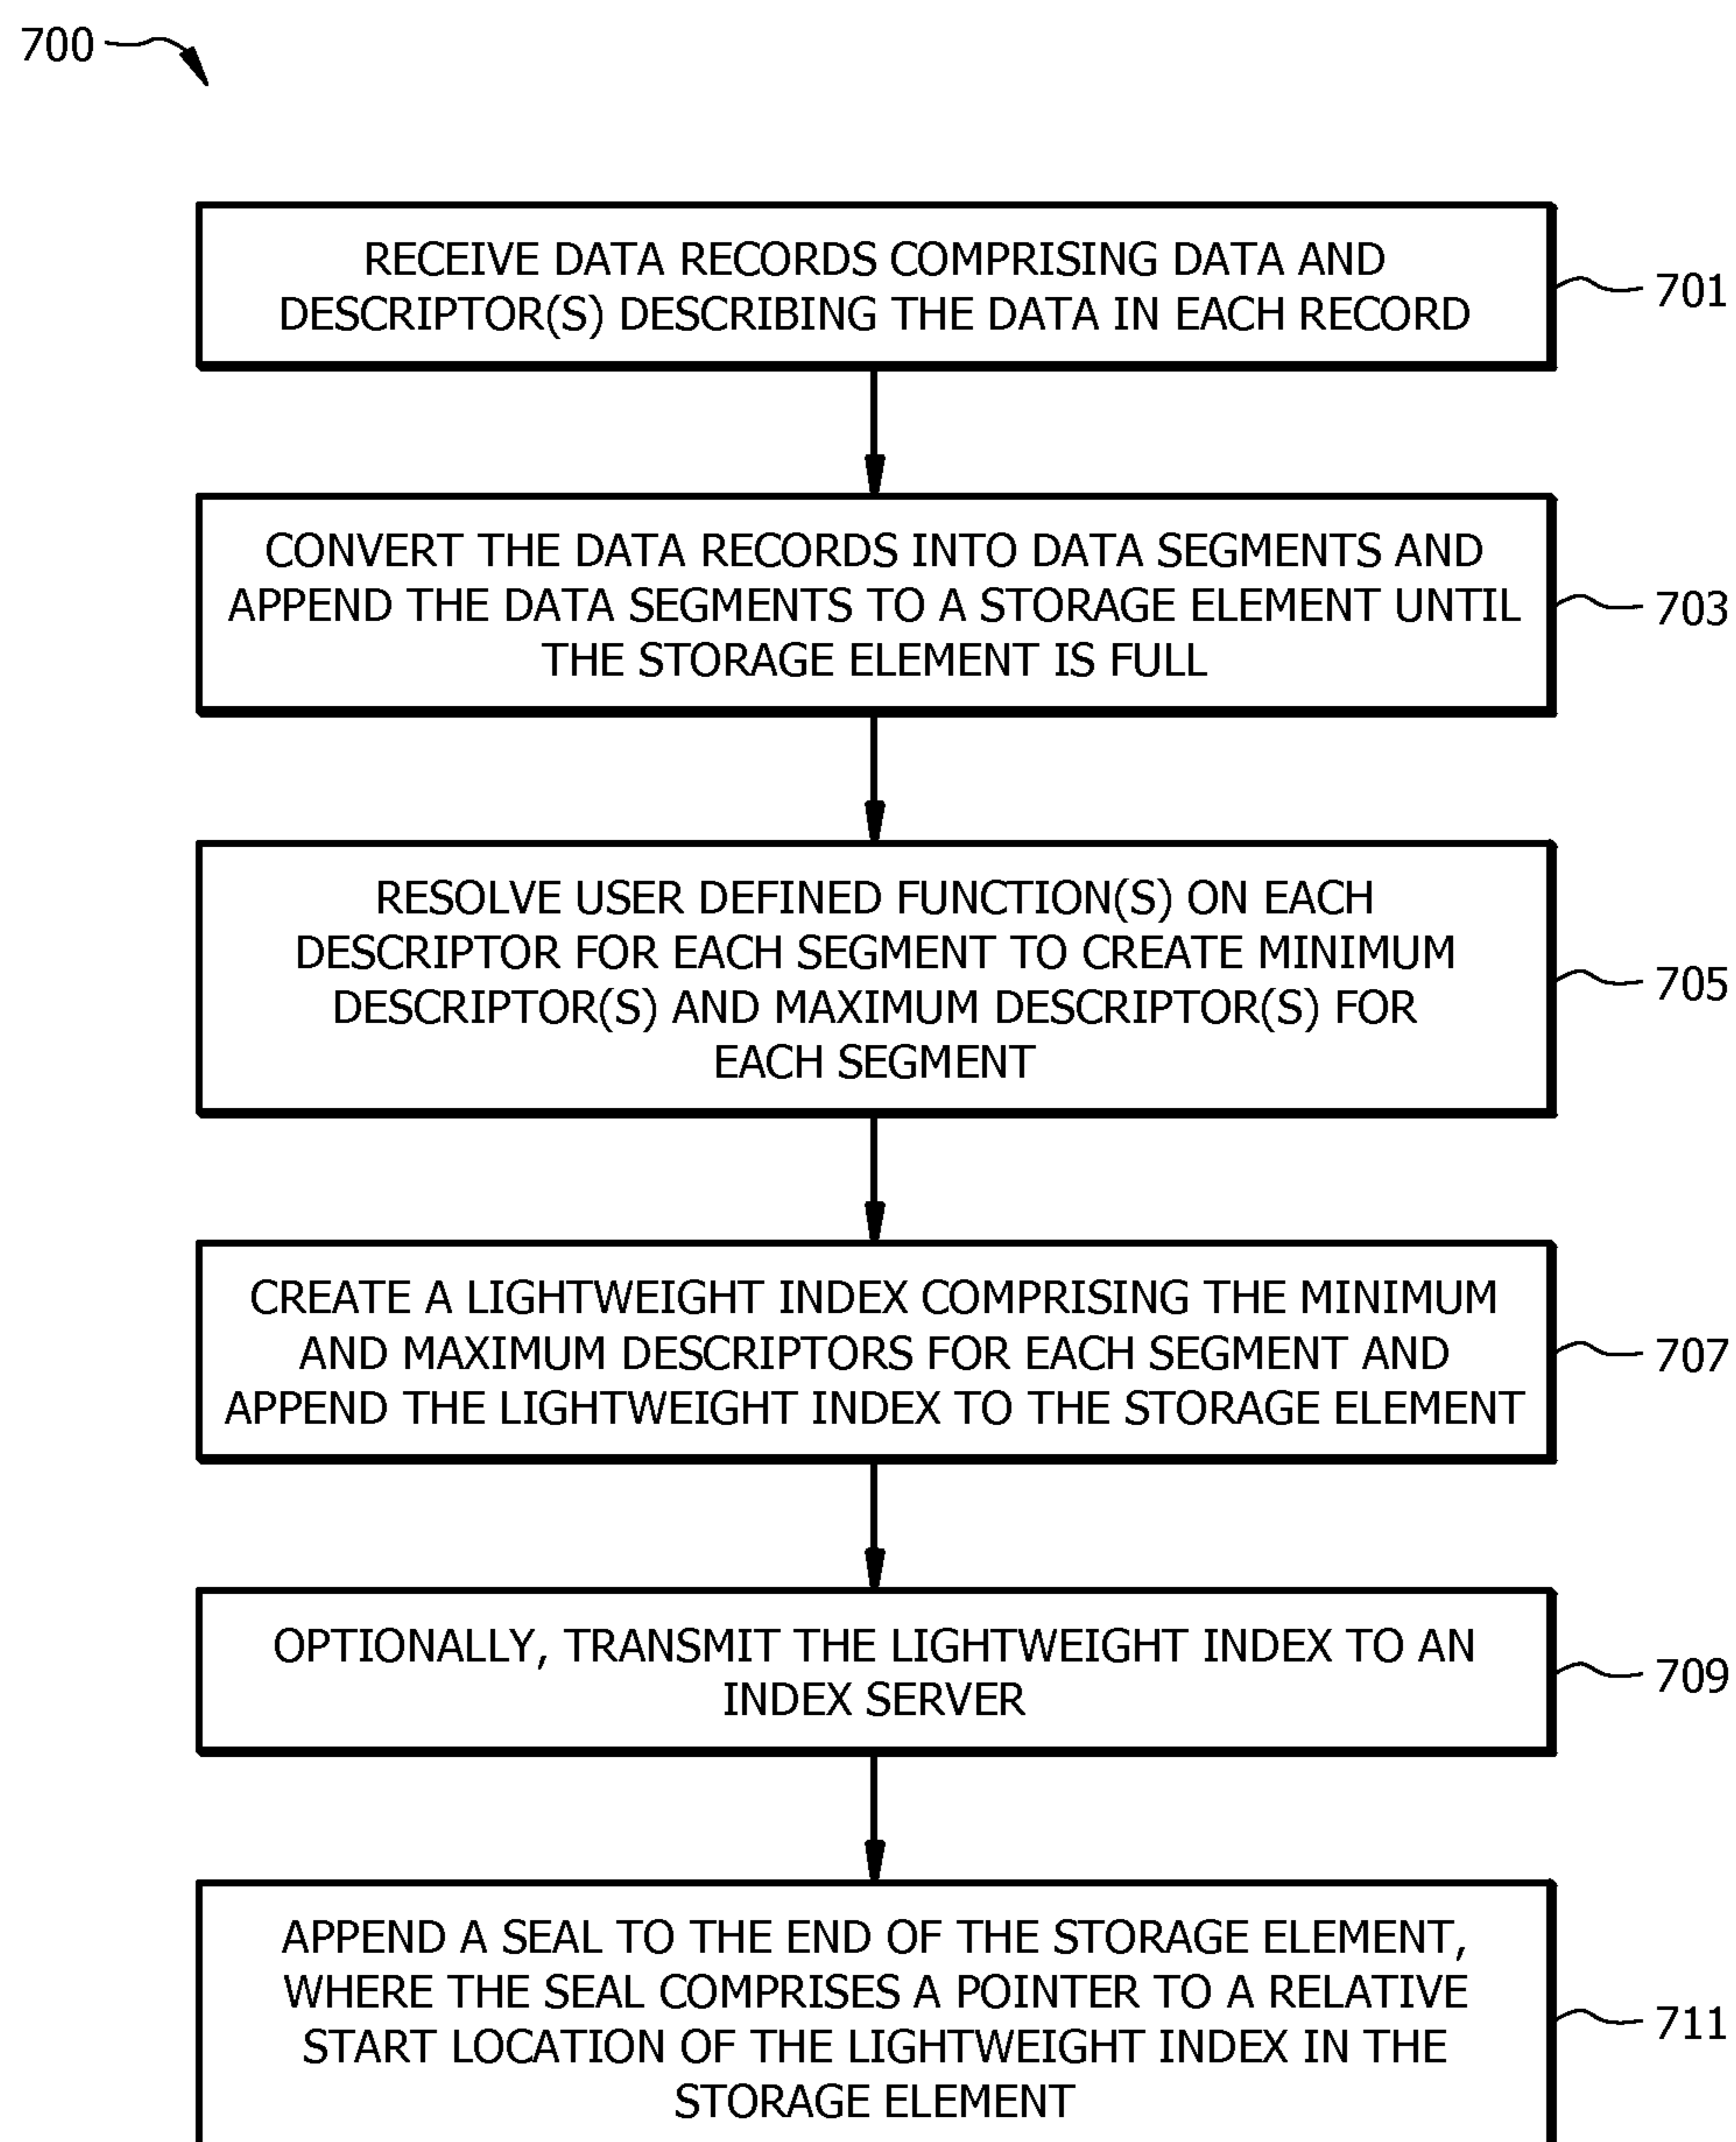 700
RECEIVE DATA RECORDS COMPRISING DATA AND
DESCRIPTOR(S) DESCRIBING THE DATA IN EACH RECORD
701
CONVERT THE DATA RECORDS INTO DATA SEGMENTS AND
APPEND THE DATA SEGMENTS TO A STORAGE ELEMENT UNTIL
THE STORAGE ELEMENT IS FULL
703
RESOLVE USER DEFINED FUNCTION(S) ON EACH
DESCRIPTOR FOR EACH SEGMENT TO CREATE MINIMUM
DESCRIPTOR(S) AND MAXIMUM DESCRIPTOR(S) FOR
EACH SEGMENT
705
CREATE A LIGHTWEIGHT INDEX COMPRISING THE MINIMUM
AND MAXIMUM DESCRIPTORS FOR EACH SEGMENT AND
APPEND THE LIGHTWEIGHT INDEX TO THE STORAGE ELEMENT
707
OPTIONALLY, TRANSMIT THE LIGHTWEIGHT INDEX TO AN
INDEX SERVER
709
APPEND A SEAL TO THE END OF THE STORAGE ELEMENT,
WHERE THE SEAL COMPRISES A POINTER TO A RELATIVE
START LOCATION OF THE LIGHTWEIGHT INDEX IN THE
STORAGE ELEMENT
711